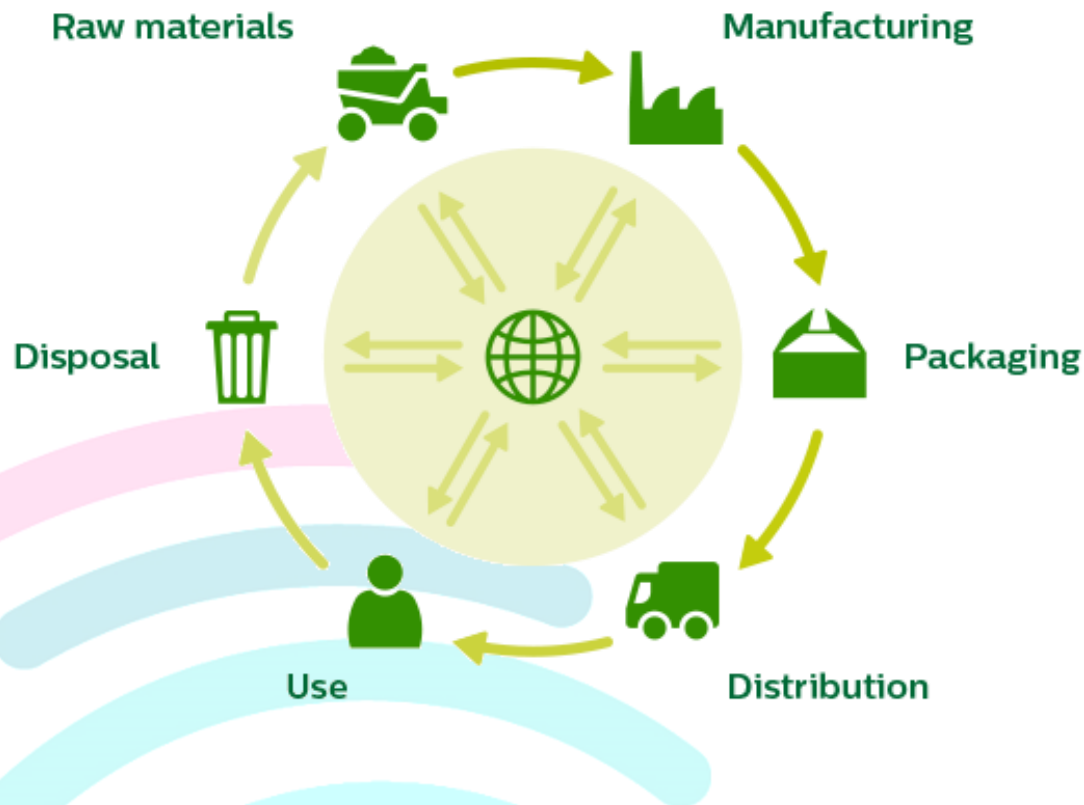 Raw materials
Manufacturing
Disposal
Packaging
Use
Distribution